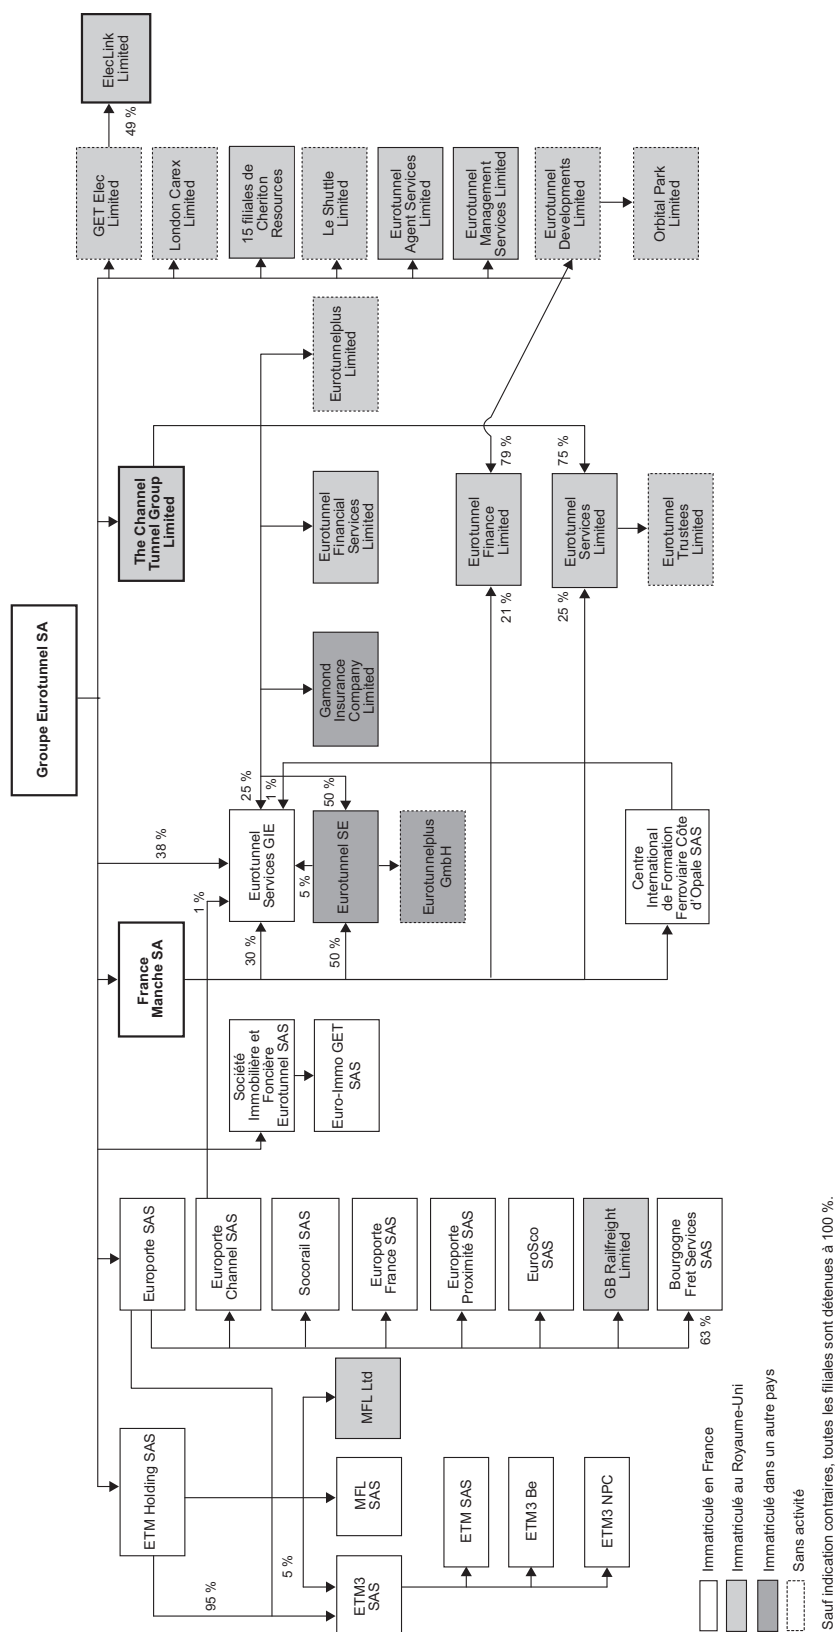 Groupe Eurotunnel SA
ETM Holding SAS
95 %
5 %
ETM3
SAS
MFL
SAS
MFL Ltd
ETM SAS
ETM3 Be
ETM3 NPC
Europorte SAS
Europorte
Channel SAS
Socorail SAS
Europorte
France SAS
Europorte
Proximité SAS
EuroSco
SAS
GB Railfreight
Limited
Bourgogne
Fret Services
SAS
63 %
Société
Immobilière et
Foncière
Eurotunnel SAS
Euro-Immo GET
SAS
France
Manche SA
1 %
38 %
30 %
25 %
1 %
Eurotunnel
Services GIE
5 %
50 %
50 %
Eurotunnel SE
Eurotunnelplus
GmbH
Centre
International
de Formation
Ferroviaire Côte
d'Opale SAS
The Channel
Tunnel Group
Limited
Gamond
Insurance
Company
Limited
Eurotunnel
Financial
Services
Limited
Eurotunnelplus
Limited
21 %
Eurotunnel
Finance
Limited
79 %
25 %
Eurotunnel
Services
Limited
75 %
Eurotunnel
Trustees
Limited
GET Elec
Limited
49 %
ElecLink
Limited
London Carex
Limited
15 filiales de
Cheriton
Resources
Le Shuttle
Limited
Eurotunnel
Agent Services
Limited
Eurotunnel
Management
Services Limited
Eurotunnel
Developments
Limited
Orbital Park
Limited
Immatriculé en France
Immatriculé au Royaume-Uni
Immatriculé dans un autre pays
Sans activité
Sauf indication contraires, toutes les filiales sont détenues à 100 %.